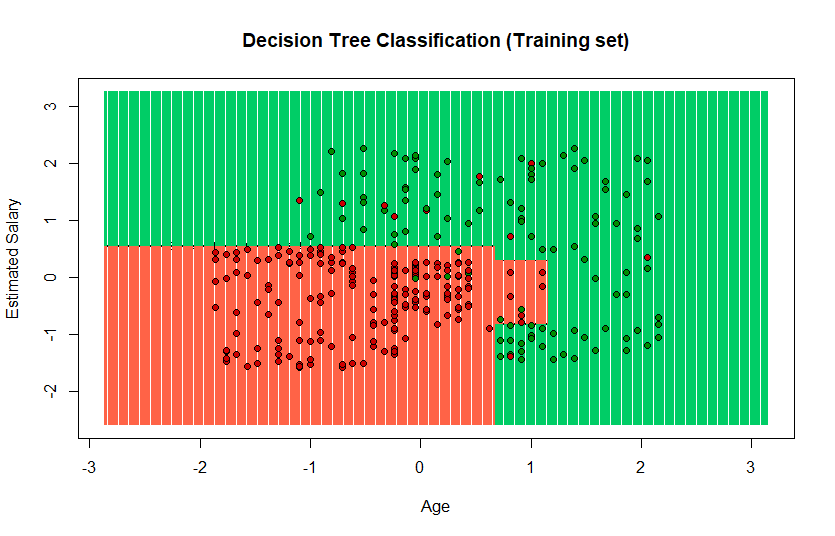 Decision Tree Classification (Training set)
3
2
1
0
-1
-2
Estimated Salary
-3 -2 -1 0 1 2 3
Age